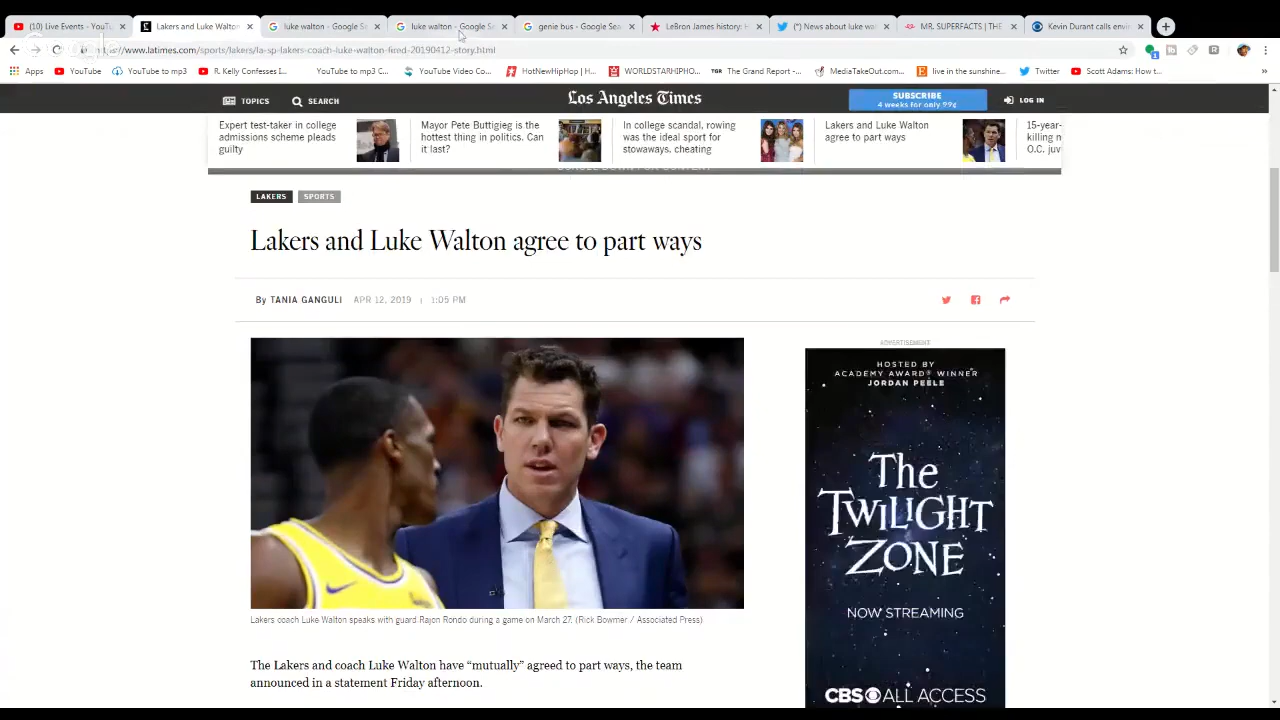 (10) Live Events - YouT
Lakers and Luke Walton
luke walton - Google S
luke walton - Google Se
genie bus - Google Sea
LeBron James history: H
(*) News about luke wal
MR. SUPERFACTS | THE
Kevin Durant calls envi
www.latimes.com/sports/lakers/la-sp-lakers-coach-luke-walton-fired-20190412-story.html
Apps
YouTube
YouTube to mp3
R. Kelly Confesses I...
YouTube to mp3 C...
YouTube Video Co...
HotNewHipHop | H...
WORLDSTARHIPHO...
TGR The Grand Report -...
MediaTakeOut.com...
live in the sunshine...
Twitter
Scott Adams: How t...
»
TOPICS
SEARCH
Los Angeles Times
SUBSCRIBE
4 weeks for only 99¢
LOG IN
Expert test-taker in college
admissions scheme pleads
guilty
Mayor Pete Buttigieg is the
hottest thing in politics. Can
it last?
In college scandal, rowing
was the ideal sport for
stowaways, cheating
Lakers and Luke Walton
agree to part ways
15-year-
killing n
O.C. juv
LAKERS
SPORTS
Lakers and Luke Walton agree to part ways
By TANIA GANGULI APR 12, 2019 | 1:05 PM
ADVERTISEMENT
HOSTED BY
ACADEMY AWARD® WINNER
JORDAN PEELE
The
TWILIGHT
ZONE
NOW STREAMING
CBS ALL ACCESS
Lakers coach Luke Walton speaks with guard Rajon Rondo during a game on March 27. (Rick Bowmer / Associated Press)
The Lakers and coach Luke Walton have “mutually” agreed to part ways, the team
announced in a statement Friday afternoon.